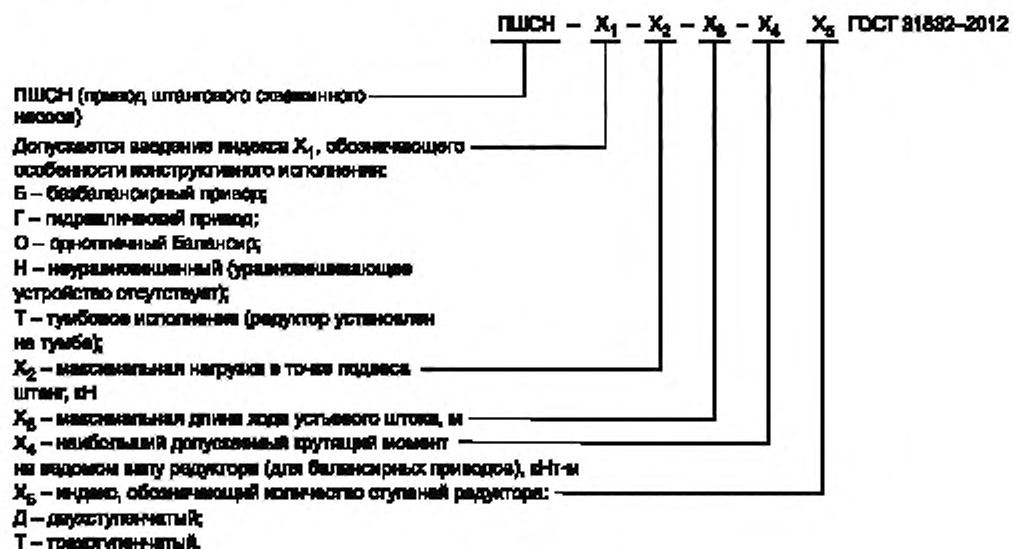 ПШСН – X₁ – X₂ – X₃ – X₄ X₅ ГОСТ 31832–2012
ПШСН (привод штангового скважинного
насоса)
Допускается введение индекса X₁, обозначающего
особенности конструктивного исполнения:
Б – безбалансирный привод;
Г – гидравлический привод;
О – одноплечный Балансир;
Н – неуравновешенный (уравновешивающее
устройство отсутствует);
Т – тумбовое исполнение (редуктор установлен
на тумбе);
X₂ – максимальная нагрузка в точке подвеса
штанг, кН
X₃ – максимальная длина хода устьевого штока, м
X₄ – наибольший допускаемый крутящий момент
на ведомом валу редуктора (для балансирных приводов), кНт·м
X₅ – индекс, обозначающий количество ступеней редуктора:
Д – двухступенчатый;
Т – трехступенчатый.